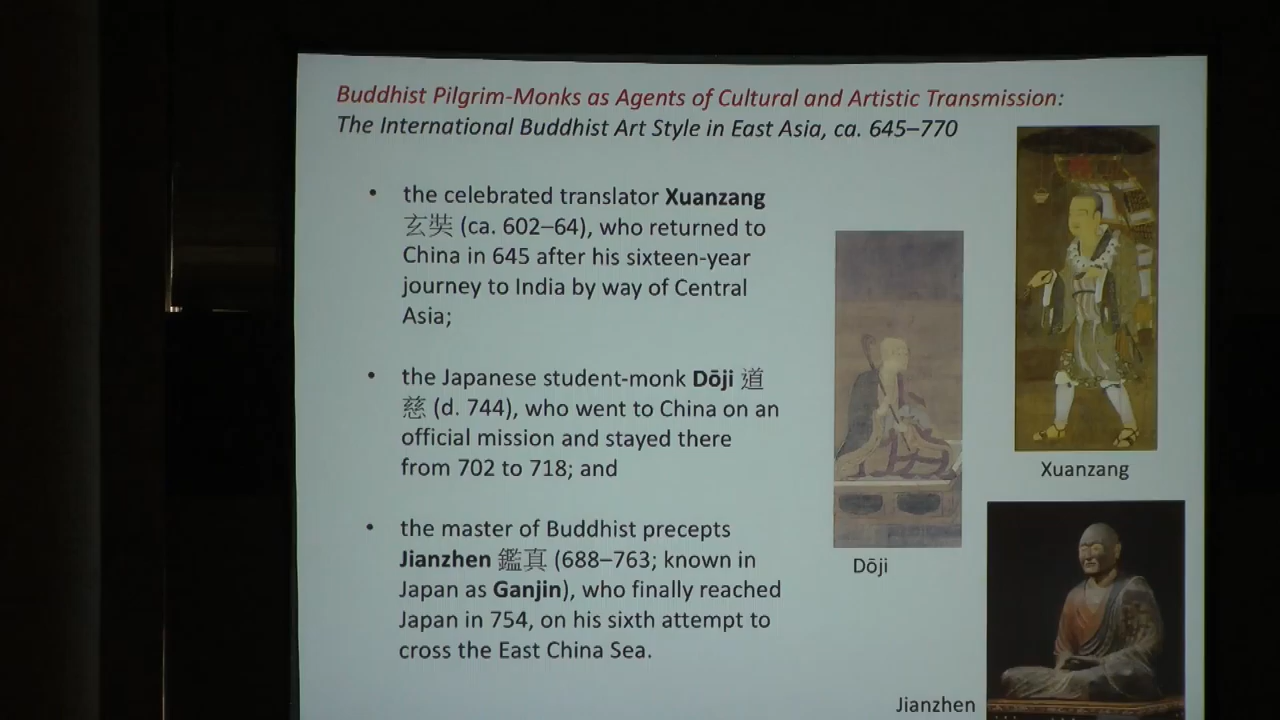 Buddhist Pilgrim-Monks as Agents of Cultural and Artistic Transmission:
The International Buddhist Art Style in East Asia, ca. 645–770
• the celebrated translator Xuanzang
玄奘 (ca. 602–64), who returned to
China in 645 after his sixteen-year
journey to India by way of Central
Asia;
• the Japanese student-monk Dōji 道
慈 (d. 744), who went to China on an
official mission and stayed there
from 702 to 718; and
• the master of Buddhist precepts
Jianzhen 鑑真 (688–763; known in
Japan as Ganjin), who finally reached
Japan in 754, on his sixth attempt to
cross the East China Sea.
Xuanzang
Dōji
Jianzhen